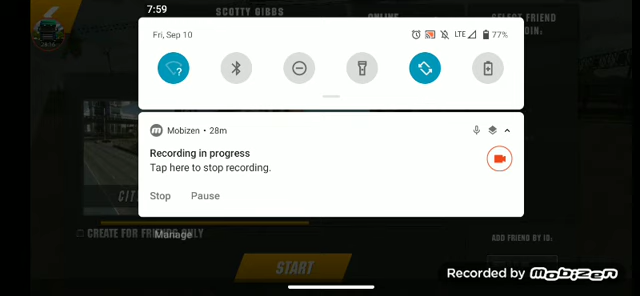 7:59
SCOTTY GIBBS
ONLINE
SELECT FRIEND
Fri, Sep 10
LTE
77%
Mobizen • 28m
Recording in progress
Tap here to stop recording.
Stop
Pause
CREATE FOR FRIENDS ONLY
Manage
ADD FRIEND BY ID:
START
Recorded by Mobizen